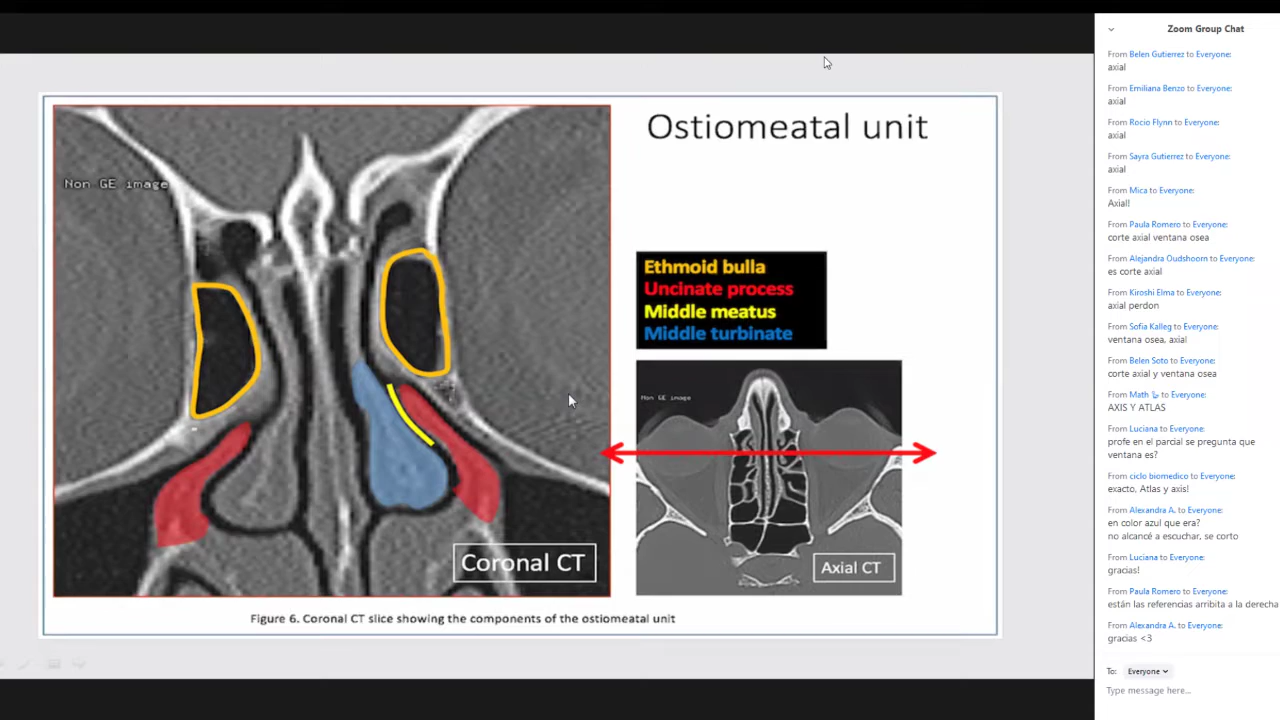 Ostiomeatal unit
Non GE image
Ethmoid bulla
Uncinate process
Middle meatus
Middle turbinate
Non GE image
Coronal CT
Axial CT
Figure 6. Coronal CT slice showing the components of the ostiomeatal unit
Zoom Group Chat
From Belen Gutierrez to Everyone:
axial
From Emiliana Benzo to Everyone:
axial
From Rocio Flynn to Everyone:
axial
From Sayra Gutierrez to Everyone:
axial
From Mica to Everyone:
Axial!
From Paula Romero to Everyone:
corte axial ventana osea
From Alejandra Oudshoorn to Everyone:
es corte axial
From Kiroshi Elma to Everyone:
axial perdon
From Sofia Kalleg to Everyone:
ventana osea, axial
From Belen Soto to Everyone:
corte axial y ventana osea
From Math to Everyone:
AXIS Y ATLAS
From Luciana to Everyone:
profe en el parcial se pregunta que
ventana es?
From ciclo biomedico to Everyone:
exacto, Atlas y axis!
From Alexandra A. to Everyone:
en color azul que era?
no alcancé a escuchar, se corto
From Luciana to Everyone:
gracias!
From Paula Romero to Everyone:
están las referencias arribita a la derecha
From Alexandra A. to Everyone:
gracias <3
To: Everyone
Type message here...